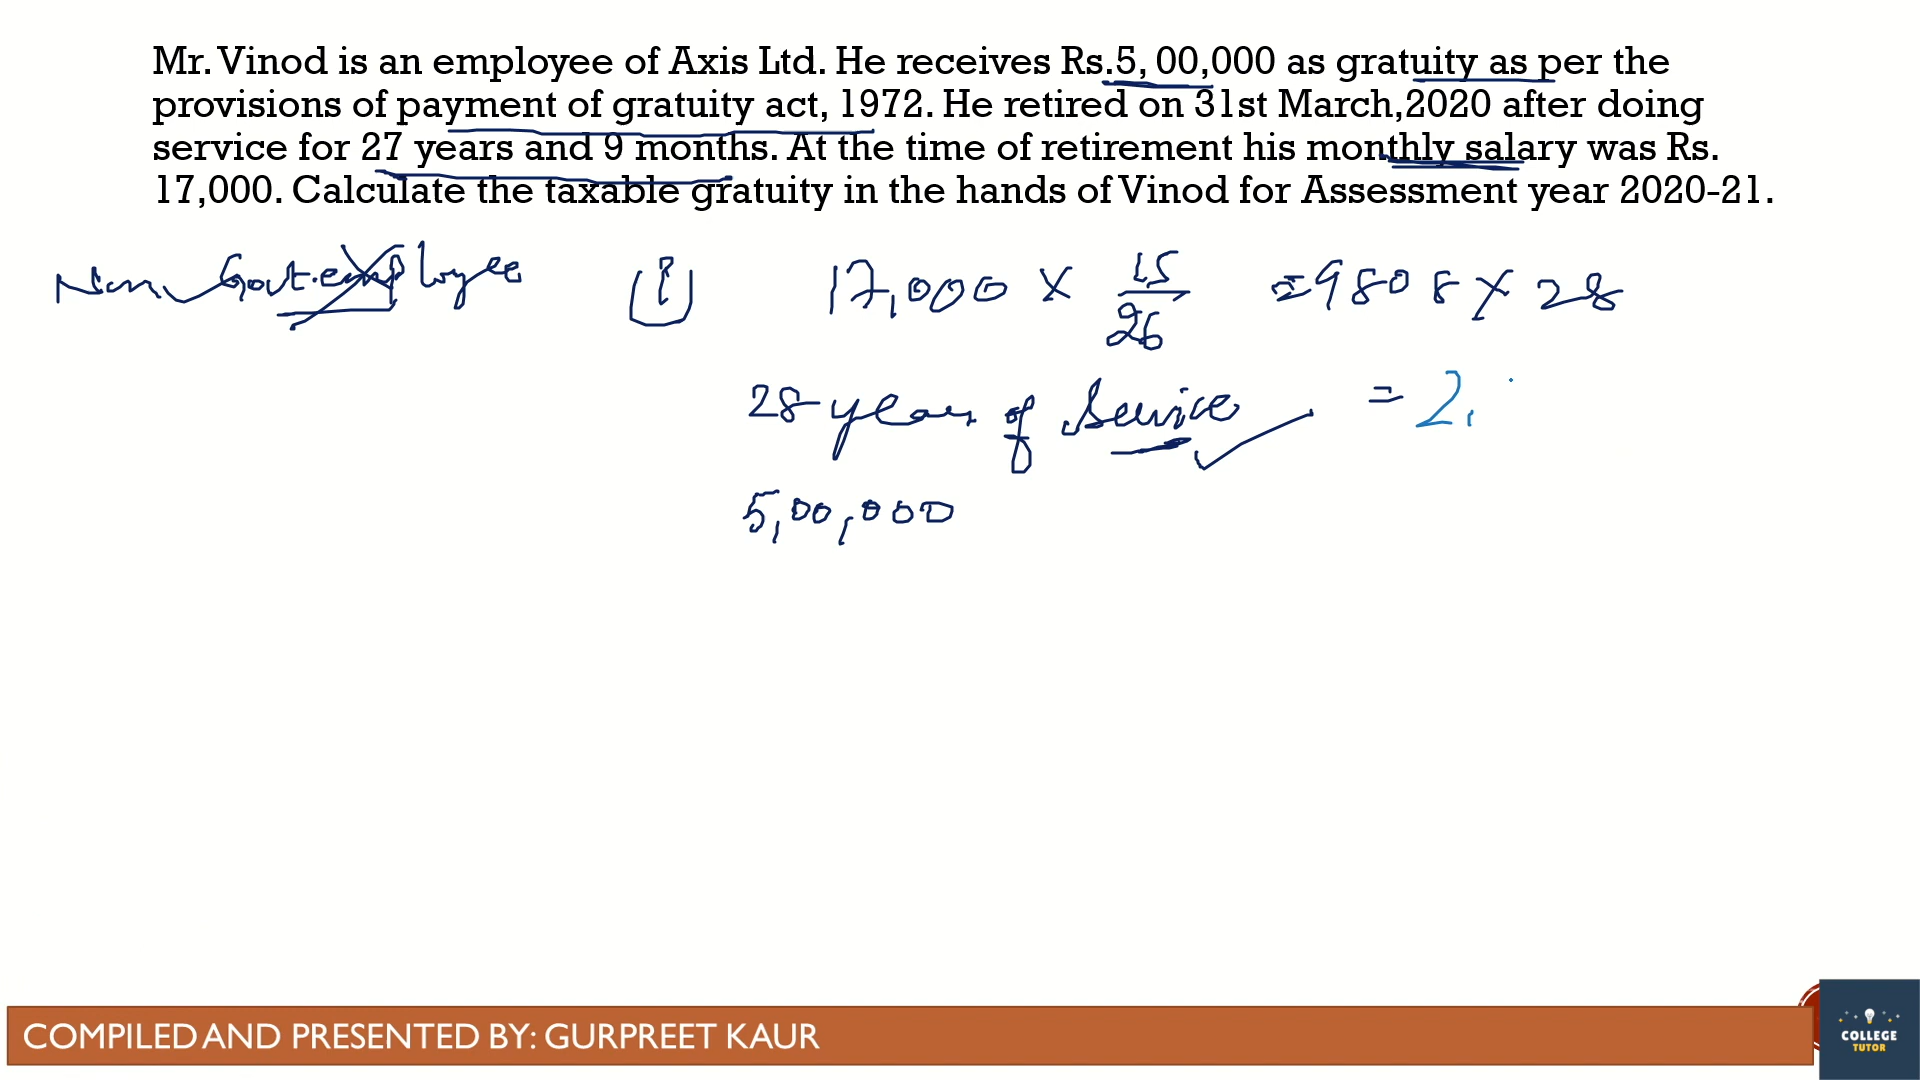 Mr. Vinod is an employee of Axis Ltd. He receives Rs.5, 00,000 as gratuity as per the
provisions of payment of gratuity act, 1972. He retired on 31st March,2020 after doing
service for 27 years and 9 months. At the time of retirement his monthly salary was Rs.
17,000. Calculate the taxable gratuity in the hands of Vinod for Assessment year 2020-21.
Non Govt. employee
17,000 × 15/26 = 9808 × 28
28 years of Service = 2,
5,00,000
COMPILED AND PRESENTED BY: GURPREET KAUR
COLLEGE
TUTOR